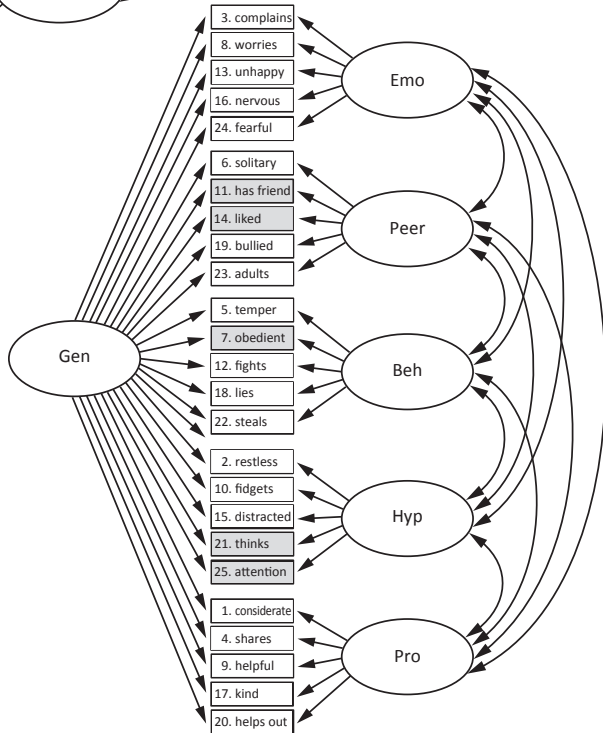 3. complains
8. worries
13. unhappy
16. nervous
24. fearful
Emo
6. solitary
11. has friend
14. liked
19. bullied
23. adults
Peer
5. temper
7. obedient
12. fights
18. lies
22. steals
Beh
Gen
2. restless
10. fidgets
15. distracted
21. thinks
25. attention
Hyp
1. considerate
4. shares
9. helpful
17. kind
20. helps out
Pro